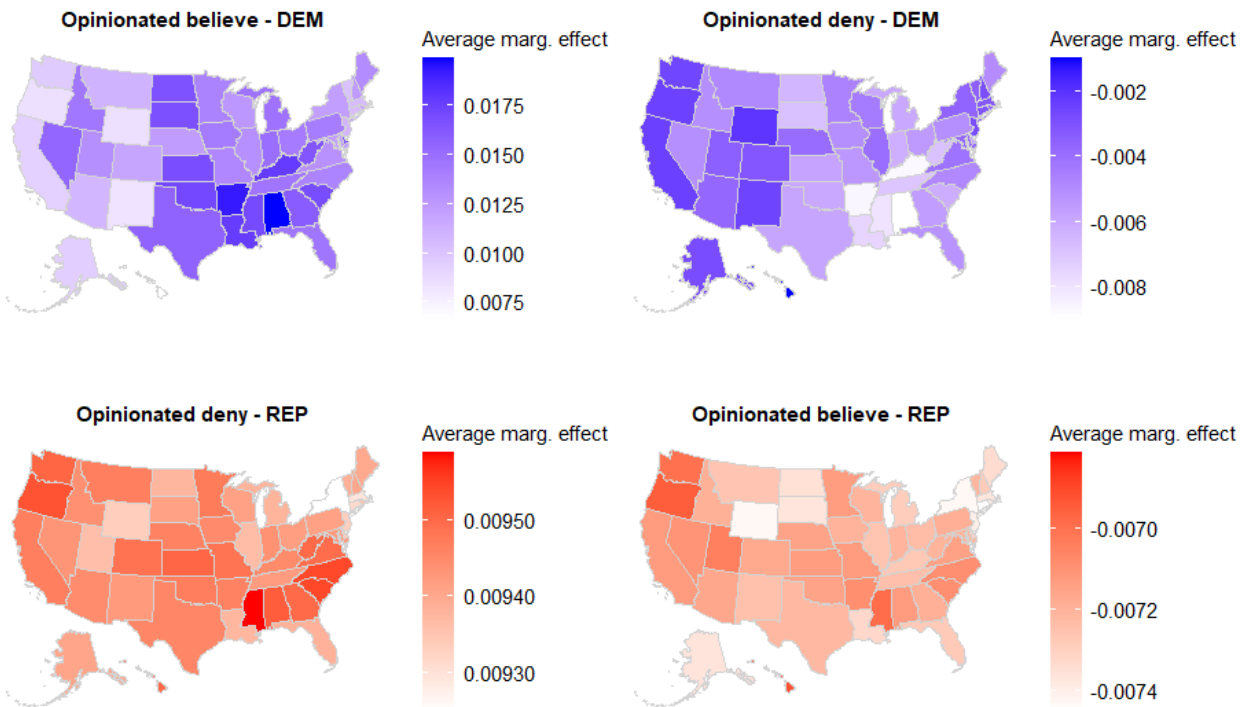 Opinionated believe - DEM
Average marg. effect
0.0175
0.0150
0.0125
0.0100
0.0075
Opinionated deny - DEM
Average marg. effect
-0.002
-0.004
-0.006
-0.008
Opinionated deny - REP
Average marg. effect
0.00950
0.00940
0.00930
Opinionated believe - REP
Average marg. effect
-0.0070
-0.0072
-0.0074